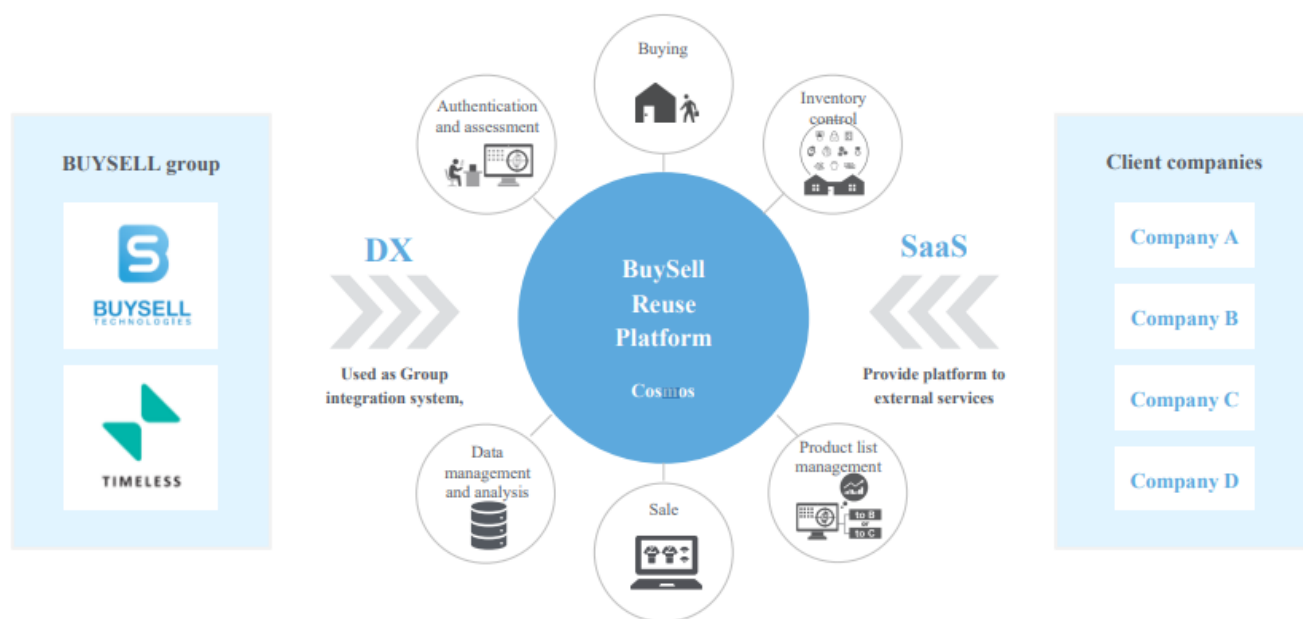 Buying
Authentication
and assessment
Inventory
control
BUYSELL group
BUYSELL
TECHNOLOGIES
TIMELESS
DX
Used as Group
integration system,
BuySell
Reuse
Platform
Cosmos
SaaS
Provide platform to
external services
Client companies
Company A
Company B
Company C
Company D
Data
management
and analysis
Sale
Product list
management
to B
or
to C